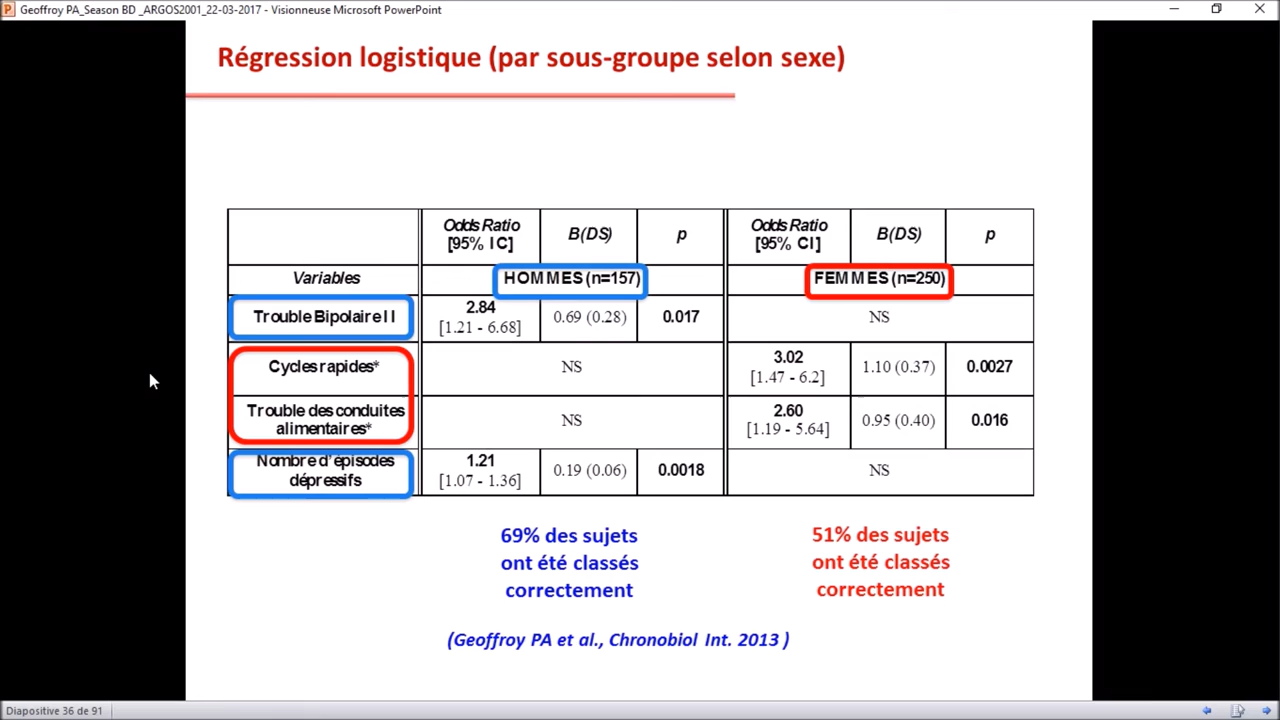 Geoffroy PA_Season BD _ARGOS2001_22-03-2017 - Visionneuse Microsoft PowerPoint
Régression logistique (par sous-groupe selon sexe)
Odds Ratio [95% IC] B(DS) p Odds Ratio [95% CI] B(DS) p
Variables HOMMES (n=157) FEMMES (n=250)
Trouble Bipolaire II 2.84 [1.21 - 6.68] 0.69 (0.28) 0.017 NS
Cycles rapides* NS 3.02 [1.47 - 6.2] 1.10 (0.37) 0.0027
Trouble des conduites alimentaires* NS 2.60 [1.19 - 5.64] 0.95 (0.40) 0.016
Nombre d'épisodes dépressifs 1.21 [1.07 - 1.36] 0.19 (0.06) 0.0018 NS
69% des sujets
ont été classés
correctement
51% des sujets
ont été classés
correctement
(Geoffroy PA et al., Chronobiol Int. 2013 )
Diapositive 36 de 91